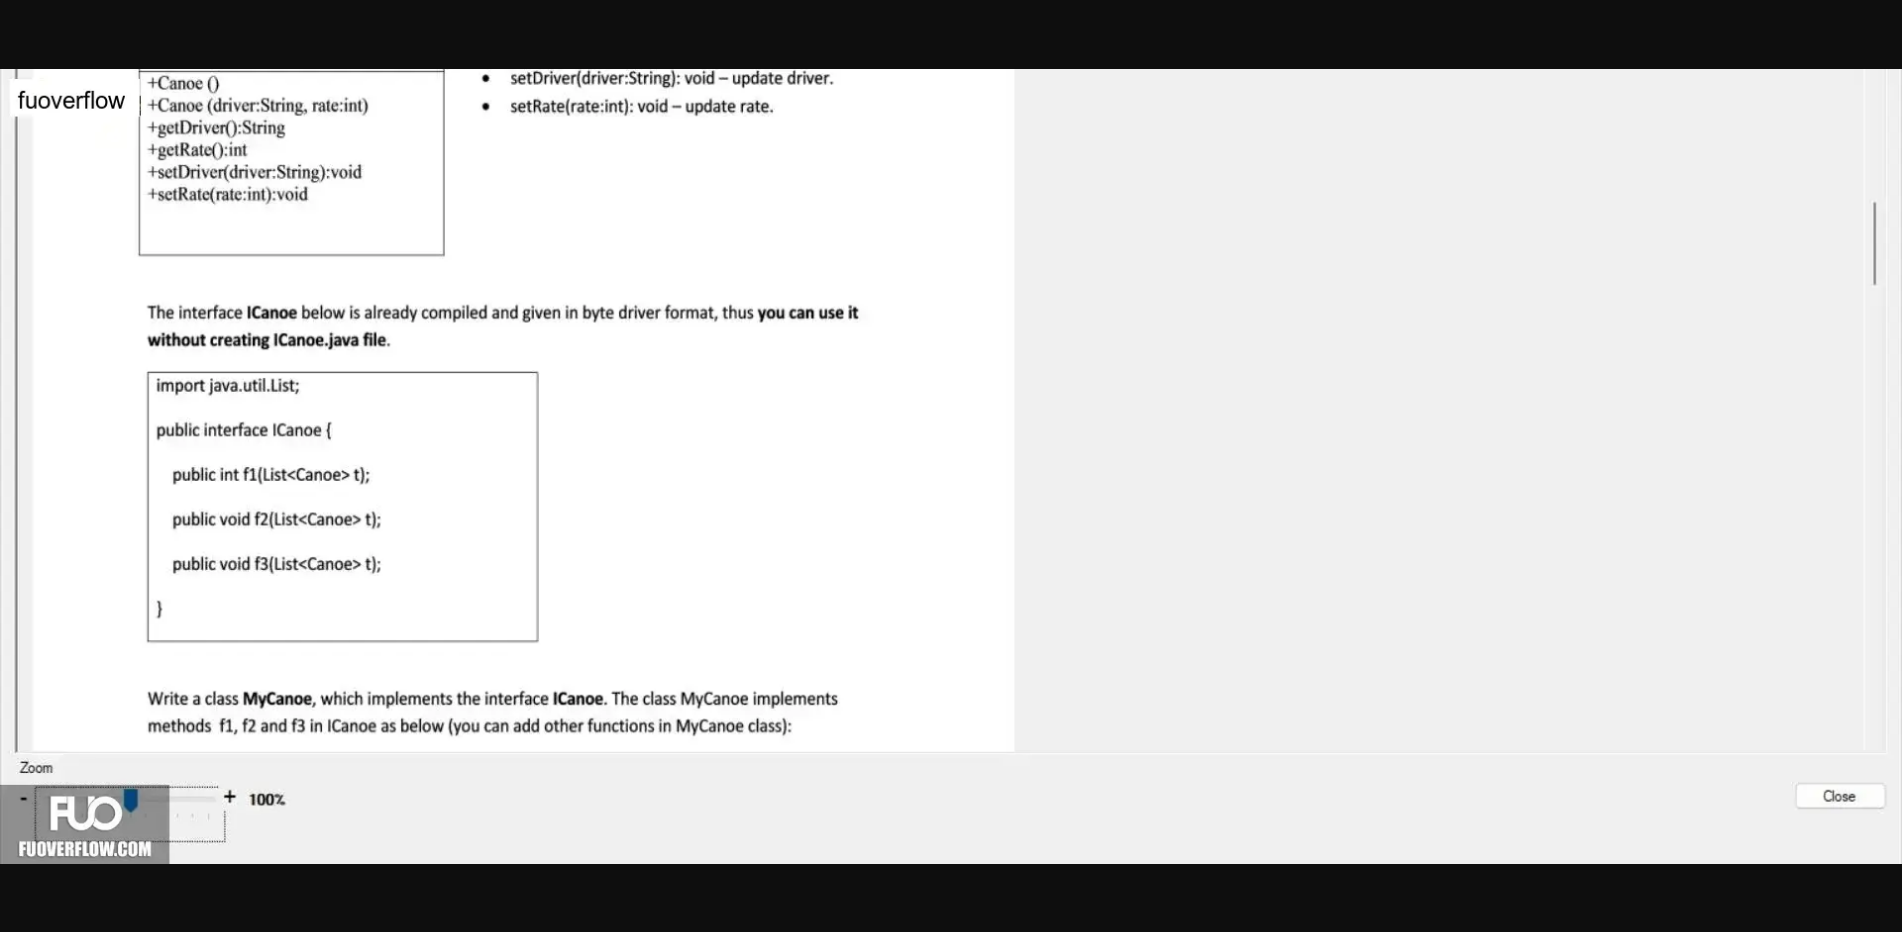 fuoverflow
+Canoe ()
+Canoe (driver:String, rate:int)
+getDriver():String
+getRate():int
+setDriver(driver:String):void
+setRate(rate:int):void
• setDriver(driver:String): void – update driver.
• setRate(rate:int): void – update rate.
The interface ICanoe below is already compiled and given in byte driver format, thus you can use it
without creating ICanoe.java file.
import java.util.List;
public interface ICanoe {
public int f1(List<Canoe> t);
public void f2(List<Canoe> t);
public void f3(List<Canoe> t);
}
Write a class MyCanoe, which implements the interface ICanoe. The class MyCanoe implements
methods f1, f2 and f3 in ICanoe as below (you can add other functions in MyCanoe class):
Zoom
- + 100%
Close
FUO
FUOVERFLOW.COM